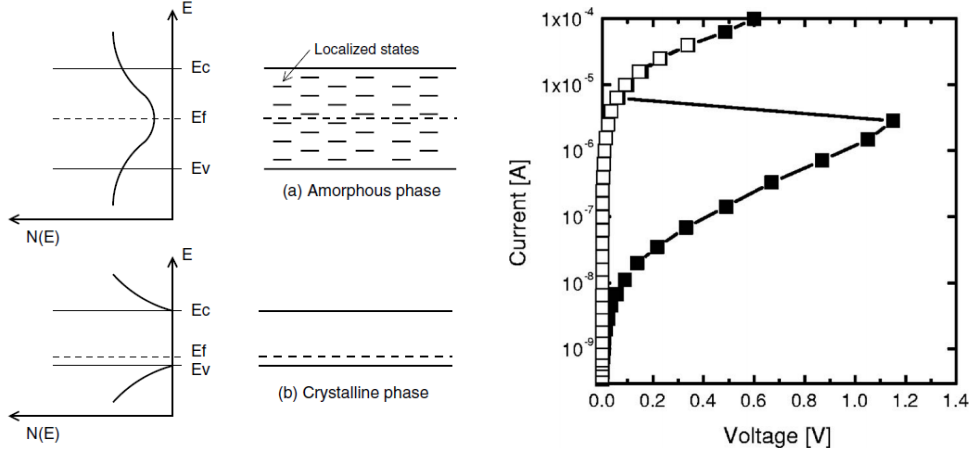 E
Ec
Ef
Ev
N(E)
Localized states
(a) Amorphous phase
E
Ec
Ef
Ev
N(E)
(b) Crystalline phase
1x10⁻⁴
1x10⁻⁵
10⁻⁶
10⁻⁷
10⁻⁸
10⁻⁹
Current [A]
0.0 0.2 0.4 0.6 0.8 1.0 1.2 1.4
Voltage [V]